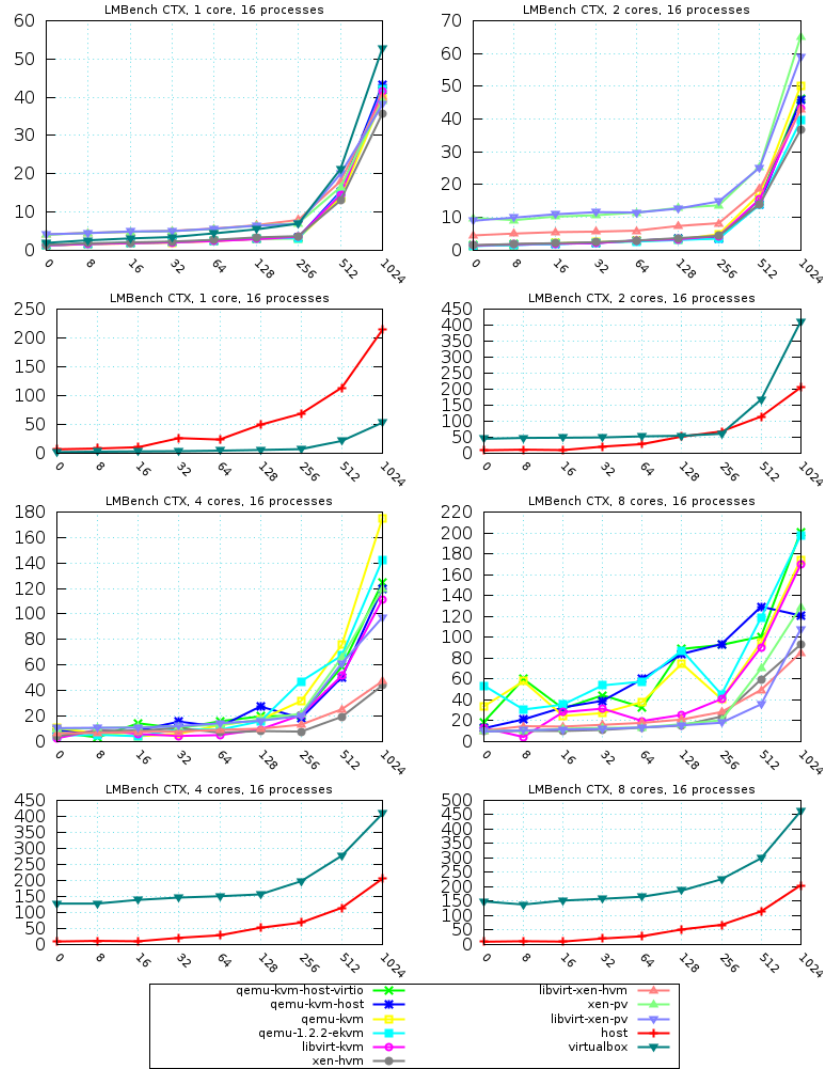 LMBench CTX, 1 core, 16 processes
60
50
40
30
20
10
0
0 8 16 32 64 128 256 512 1024
LMBench CTX, 2 cores, 16 processes
70
60
50
40
30
20
10
0
0 8 16 32 64 128 256 512 1024
LMBench CTX, 1 core, 16 processes
250
200
150
100
50
0
0 8 16 32 64 128 256 512 1024
LMBench CTX, 2 cores, 16 processes
450
400
350
300
250
200
150
100
50
0
0 8 16 32 64 128 256 512 1024
LMBench CTX, 4 cores, 16 processes
180
160
140
120
100
80
60
40
20
0
0 8 16 32 64 128 256 512 1024
LMBench CTX, 8 cores, 16 processes
220
200
180
160
140
120
100
80
60
40
20
0
0 8 16 32 64 128 256 512 1024
LMBench CTX, 4 cores, 16 processes
450
400
350
300
250
200
150
100
50
0
0 8 16 32 64 128 256 512 1024
LMBench CTX, 8 cores, 16 processes
500
450
400
350
300
250
200
150
100
50
0
0 8 16 32 64 128 256 512 1024
qemu-kvm-host-virtio
qemu-kvm-host
qemu-kvm
qemu-1.2.2-ekvm
libvirt-kvm
xen-hvm
libvirt-xen-hvm
xen-pv
libvirt-xen-pv
host
virtualbox